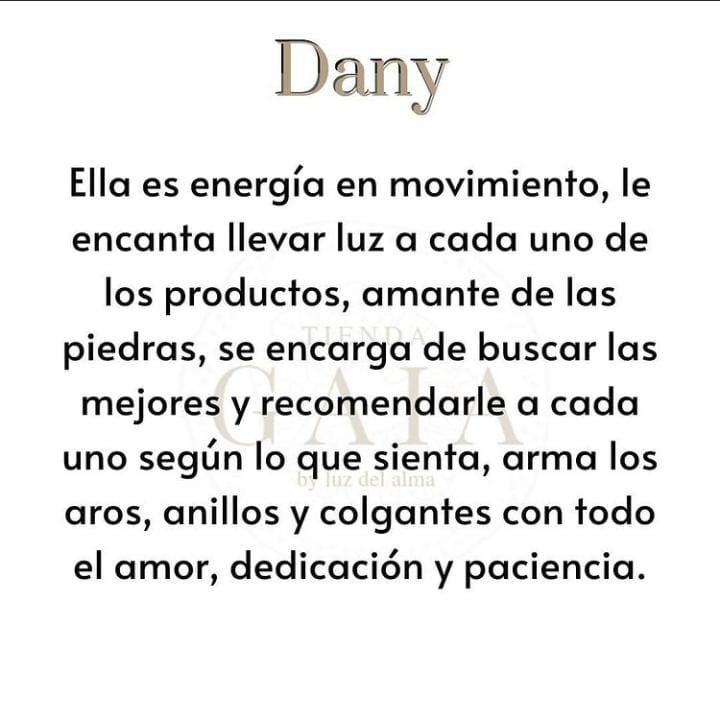 Dany
Ella es energía en movimiento, le
encanta llevar luz a cada uno de
los productos, amante de las
piedras, se encarga de buscar las
mejores y recomendarle a cada
uno según lo que sienta, arma los
aros, anillos y colgantes con todo
el amor, dedicación y paciencia.
TIENDA
GAIA
by luz del alma